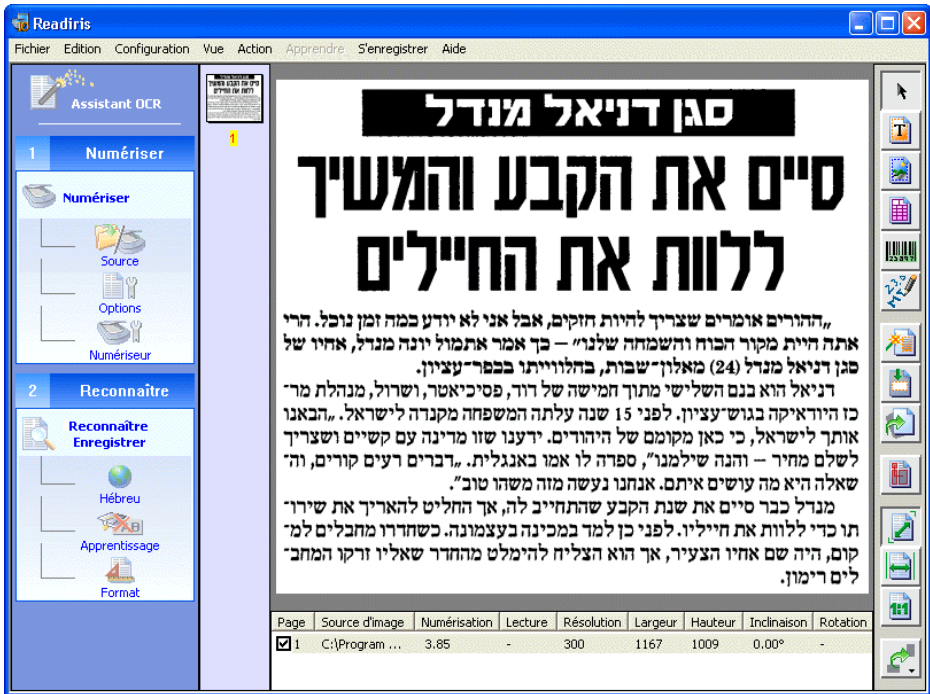 Readiris
Fichier Edition Configuration Vue Action Apprendre S'enregistrer Aide
Assistant OCR
1 Numériser
Numériser
Source
Options
Numériseur
2 Reconnaître
Reconnaître
Enregistrer
Hébreu
Apprentissage
Format
1
סגן דניאל מנדל
סיים את הקבע והמשיך
ללוות את החיילים
„ההורים אומרים שצריך להיות חזקים, אבל אני לא יודע כמה זמן נוכל. הרי
אתה היית מקור הכוח והשמחה שלנו״ – כך אמר אתמול יונה מנדל, אחיו של
סגן דניאל מנדל (24) מאלון־שבות, בהלווייתו בכפר־עציון.
דניאל הוא בנם השלישי מתוך חמישה של דוד, פסיכיאטר, ושרול, מנהלת מר־
כז היודאיקה בגוש־עציון. לפני 15 שנה עלתה המשפחה מקנדה לישראל. „הבאנו
אותך לישראל, כי כאן מקומם של היהודים. ידענו שזו מדינה עם קשיים ושצריך
לשלם מחיר – והנה שילמנו״, ספרה לו אמו באנגלית. „דברים רעים קורים, וה־
שאלה היא מה עושים איתם. אנחנו נעשה מזה משהו טוב״.
מנדל כבר סיים את שנת הקבע שהתחייב לה, אך החליט להאריך את שירו־
תו כדי ללוות את חייליו. לפני כן למד במכינה בעצמונה. כשחדרו מחבלים למ־
קום, היה שם אחיו הצעיר, אך הוא הצליח להימלט מהחדר שאליו זרקו המחב־
לים רימון.
Page Source d'image Numérisation Lecture Résolution Largeur Hauteur Inclinaison Rotation
1 C:\Program ... 3.85 - 300 1167 1009 0.00° -
T
1:1